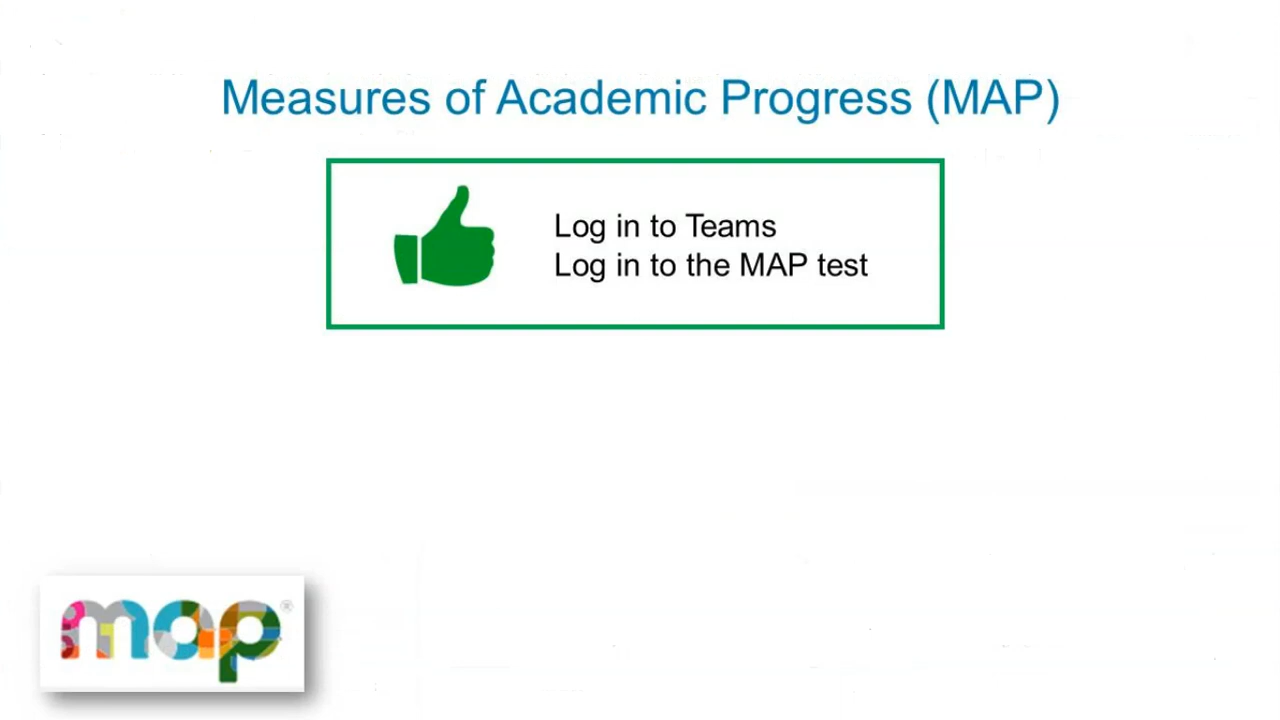 Measures of Academic Progress (MAP)
Log in to Teams
Log in to the MAP test
map®